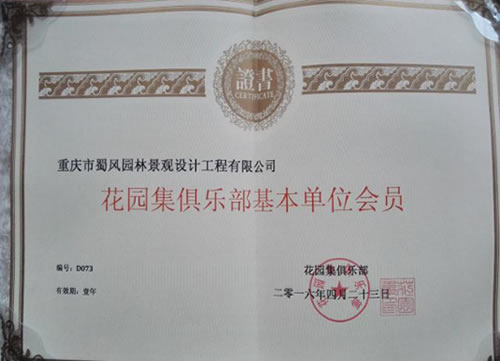 證書
CERTIFICATE
重庆市蜀风园林景观设计工程有限公司
花园集俱乐部基本单位会员
编号：D073
花园集俱乐部
有效期：壹年
二零一六年四月二十三日